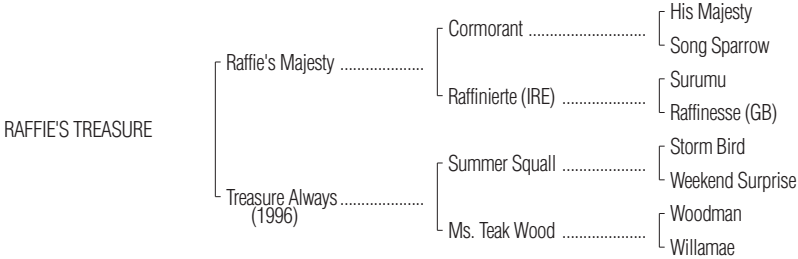 His Majesty
Cormorant ............................
Song Sparrow
Raffie's Majesty ....................
Surumu
Raffinierte (IRE) ....................
Raffinesse (GB)
RAFFIE'S TREASURE
Storm Bird
Summer Squall ....................
Weekend Surprise
Treasure Always ....................
(1996)
Woodman
Ms. Teak Wood ....................
Willamae